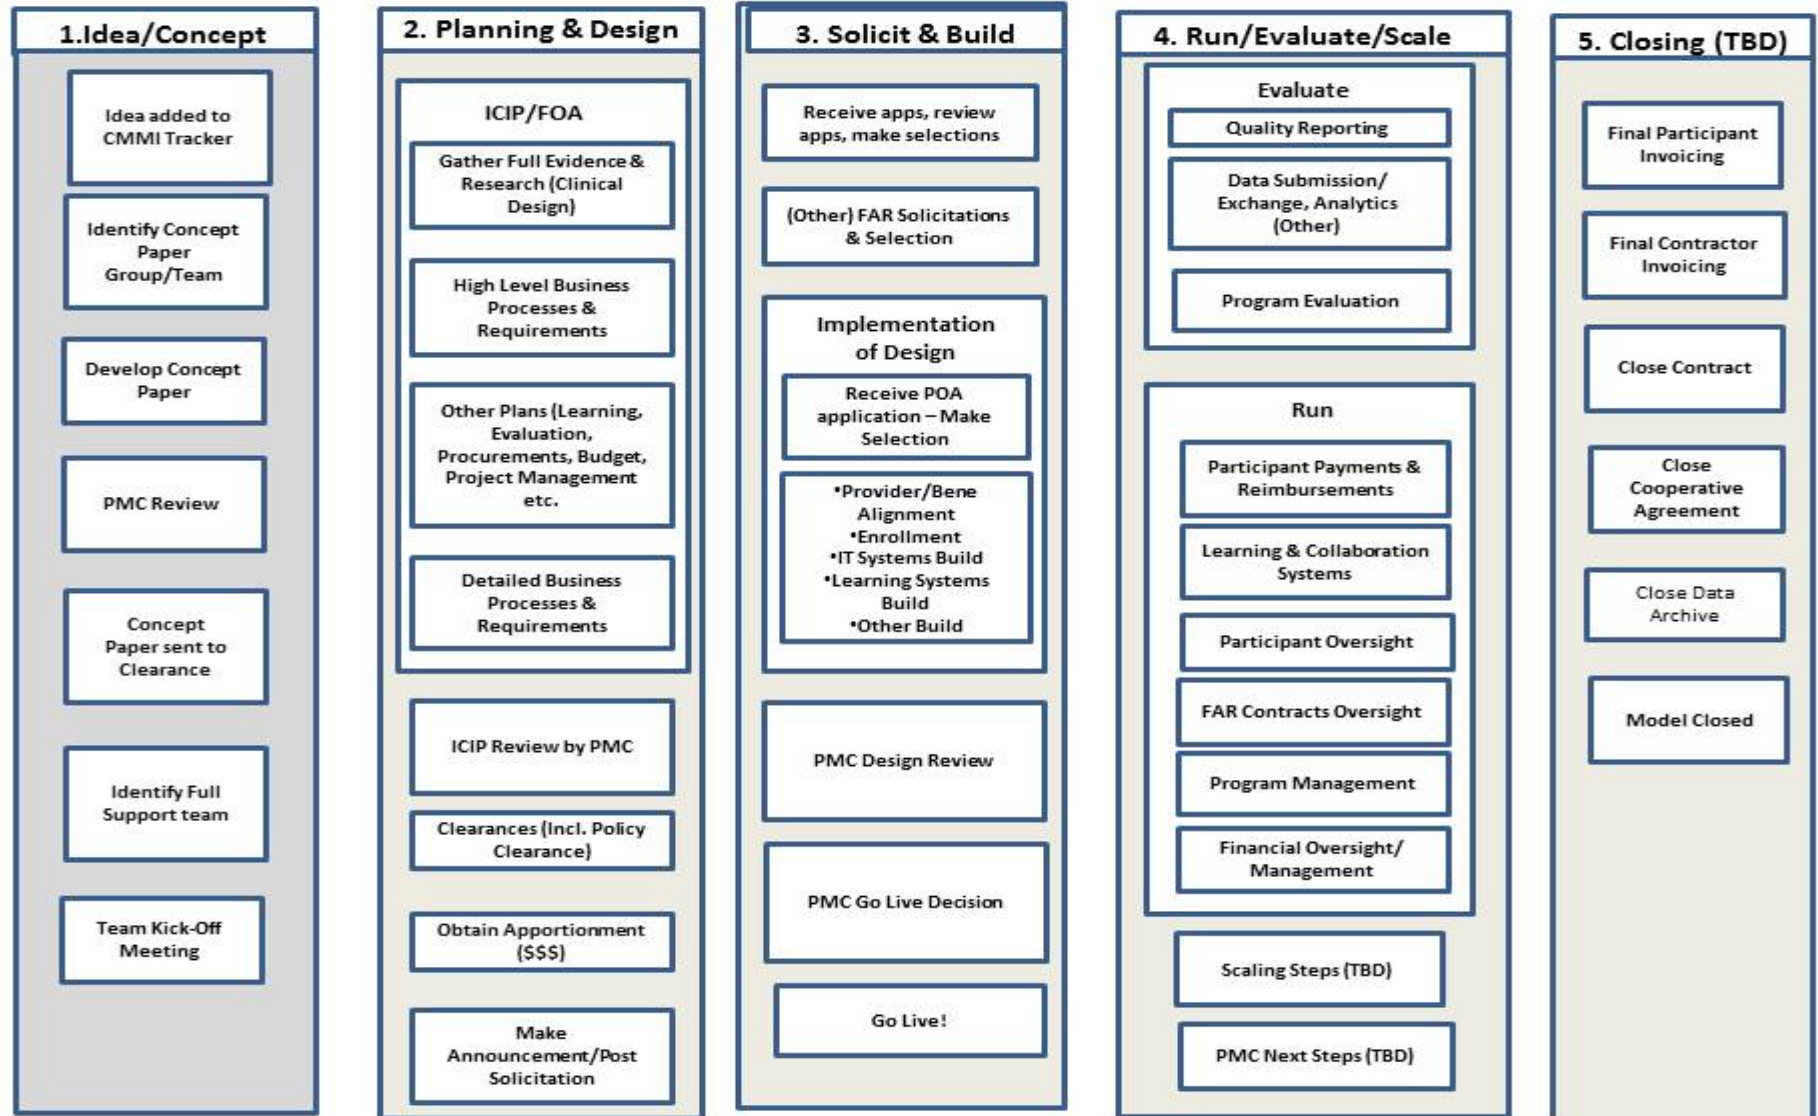 1.Idea/Concept
Idea added to
CMMI Tracker
Identify Concept
Paper
Group/Team
Develop Concept
Paper
PMC Review
Concept
Paper sent to
Clearance
Identify Full
Support team
Team Kick-Off
Meeting
2. Planning & Design
ICIP/FOA
Gather Full Evidence &
Research (Clinical
Design)
High Level Business
Processes &
Requirements
Other Plans (Learning,
Evaluation,
Procurements, Budget,
Project Management
etc.
Detailed Business
Processes &
Requirements
ICIP Review by PMC
Clearances (Incl. Policy
Clearance)
Obtain Apportionment
($$$)
Make
Announcement/Post
Solicitation
3. Solicit & Build
Receive apps, review
apps, make selections
(Other) FAR Solicitations
& Selection
Implementation
of Design
Receive POA
application – Make
Selection
•Provider/Bene
Alignment
•Enrollment
•IT Systems Build
•Learning Systems
Build
•Other Build
PMC Design Review
PMC Go Live Decision
Go Live!
4. Run/Evaluate/Scale
Evaluate
Quality Reporting
Data Submission/
Exchange, Analytics
(Other)
Program Evaluation
Run
Participant Payments &
Reimbursements
Learning & Collaboration
Systems
Participant Oversight
FAR Contracts Oversight
Program Management
Financial Oversight/
Management
Scaling Steps (TBD)
PMC Next Steps (TBD)
5. Closing (TBD)
Final Participant
Invoicing
Final Contractor
Invoicing
Close Contract
Close
Cooperative
Agreement
Close Data
Archive
Model Closed